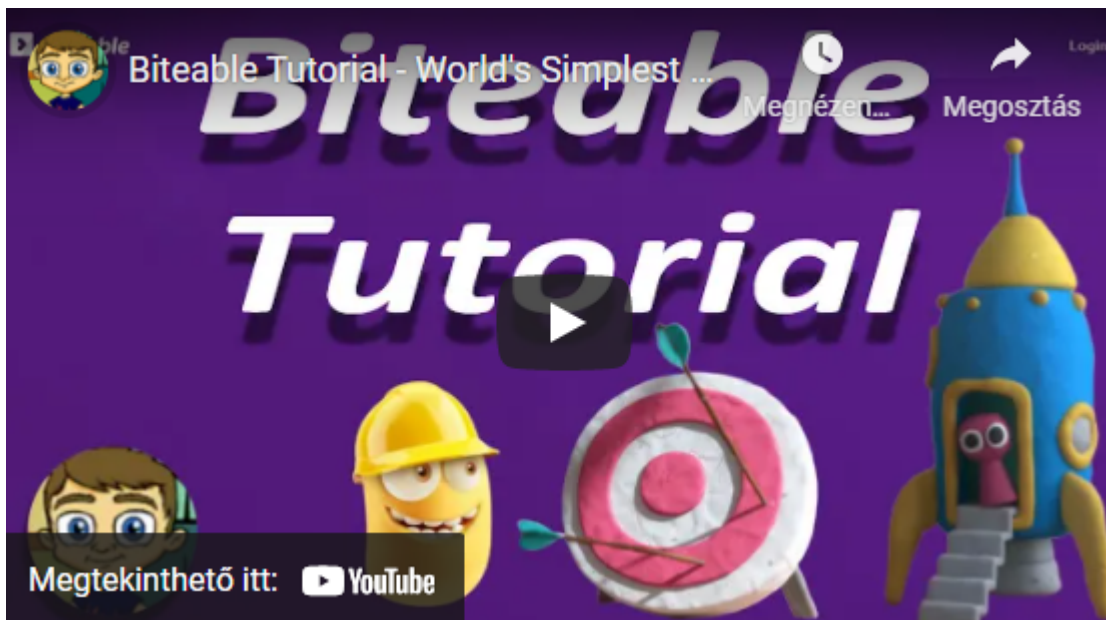 Biteable Tutorial - World's Simplest ...
Megnézen...
Megosztás
Login
Biteable
Tutorial
Megtekinthető itt: YouTube